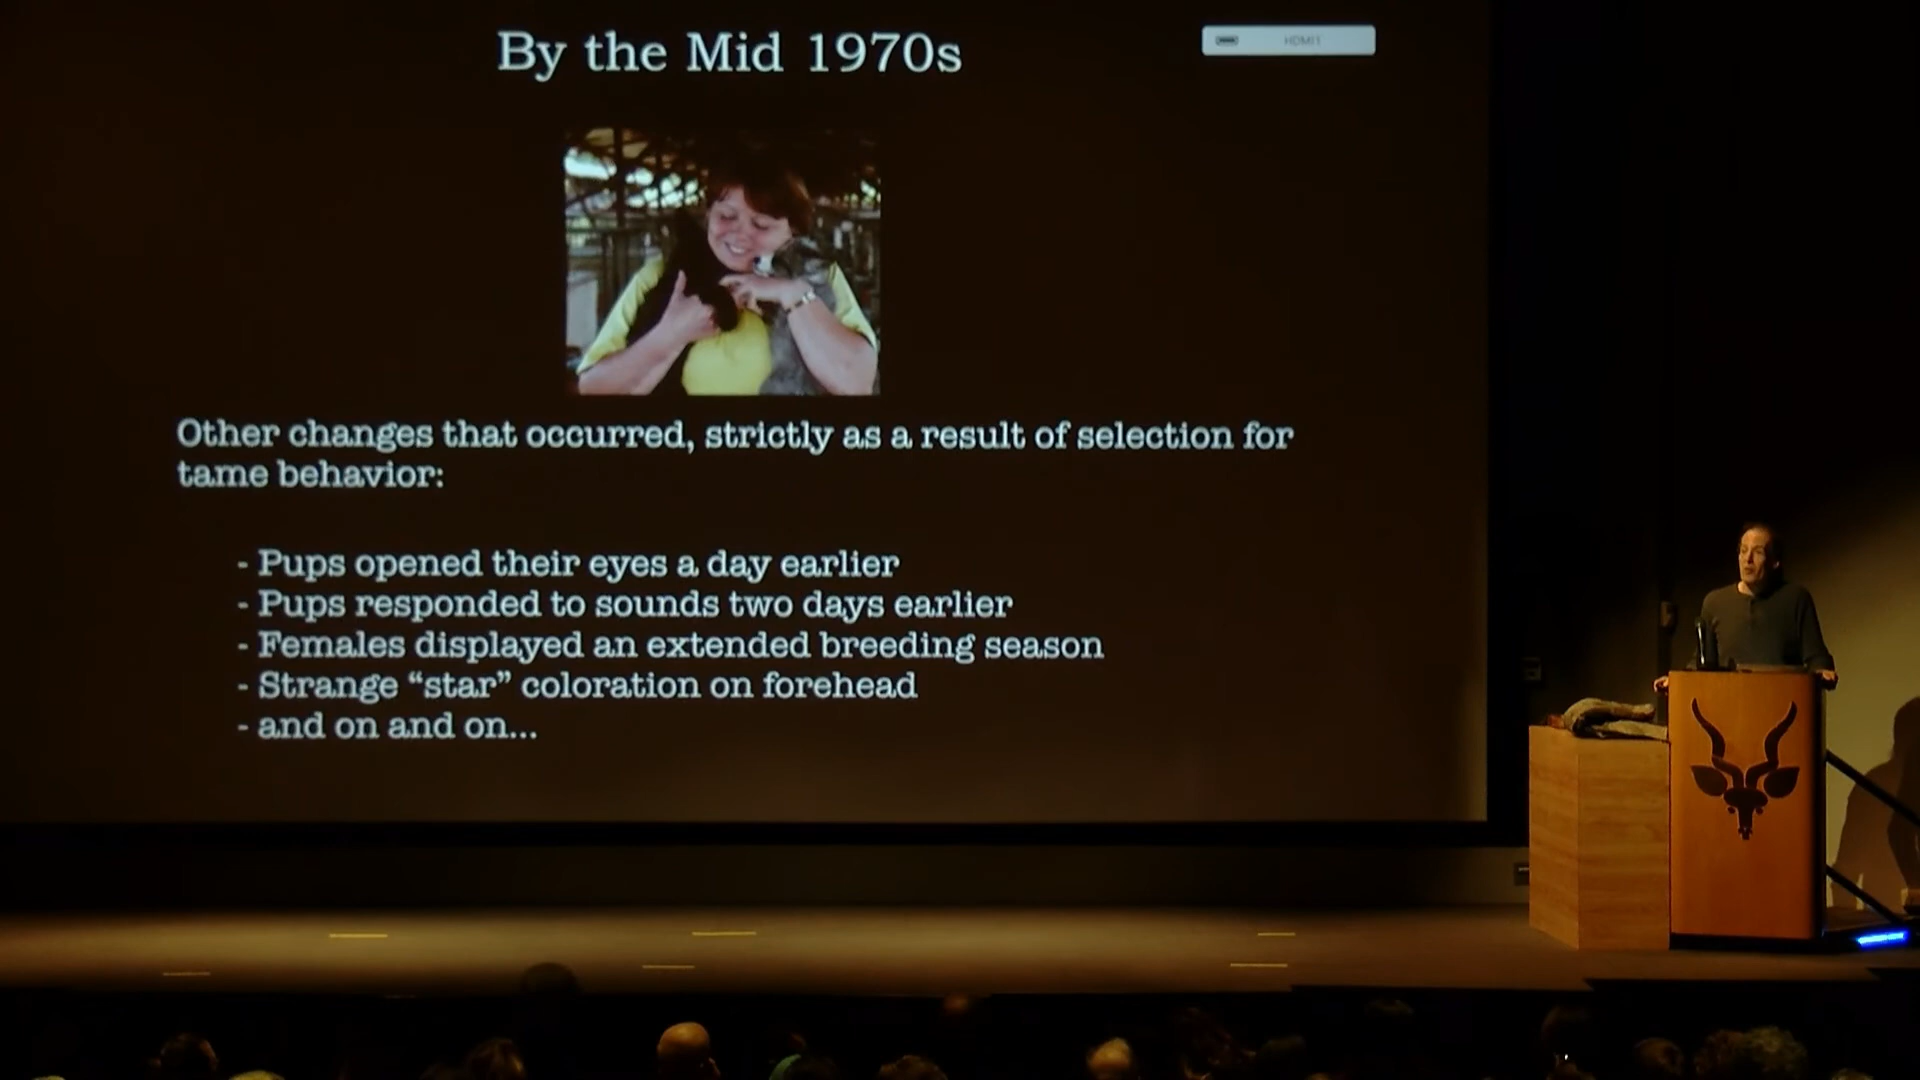 By the Mid 1970s
HDMI1
Other changes that occurred, strictly as a result of selection for
tame behavior:
- Pups opened their eyes a day earlier
- Pups responded to sounds two days earlier
- Females displayed an extended breeding season
- Strange “star” coloration on forehead
- and on and on...